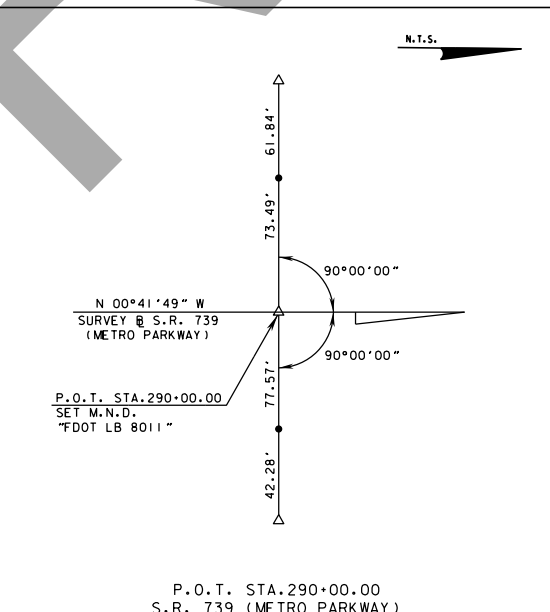 N.T.S.
61.84'
73.49'
90°00'00"
N 00°41'49" W
SURVEY ℄ S.R. 739
(METRO PARKWAY)
90°00'00"
P.O.T. STA.290+00.00
SET M.N.D.
"FDOT LB 8011"
77.57'
42.28'
P.O.T. STA.290+00.00
S.R. 739 (METRO PARKWAY)